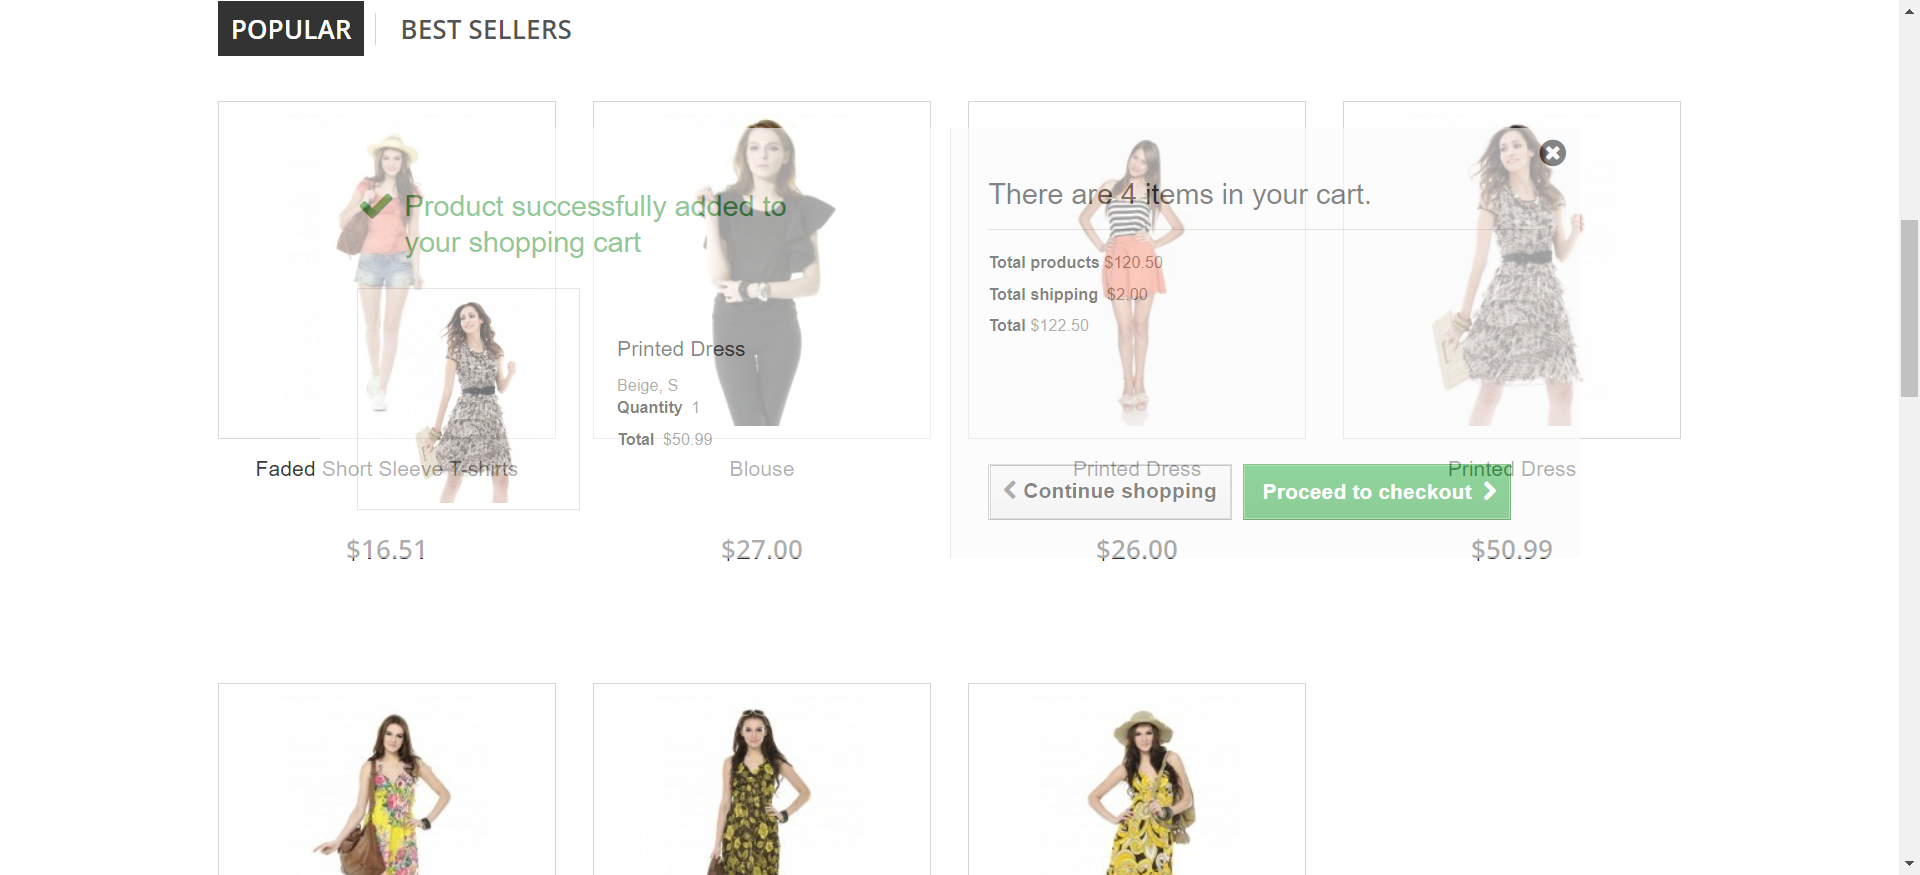 POPULAR
BEST SELLERS
Product successfully added to
your shopping cart
There are 4 items in your cart.
Total products $120.50
Total shipping $2.00
Total $122.50
Printed Dress
Beige, S
Quantity 1
Total $50.99
Faded Short Sleeve T-shirts
Blouse
Printed Dress
Printed Dress
Continue shopping
Proceed to checkout
$16.51
$27.00
$26.00
$50.99